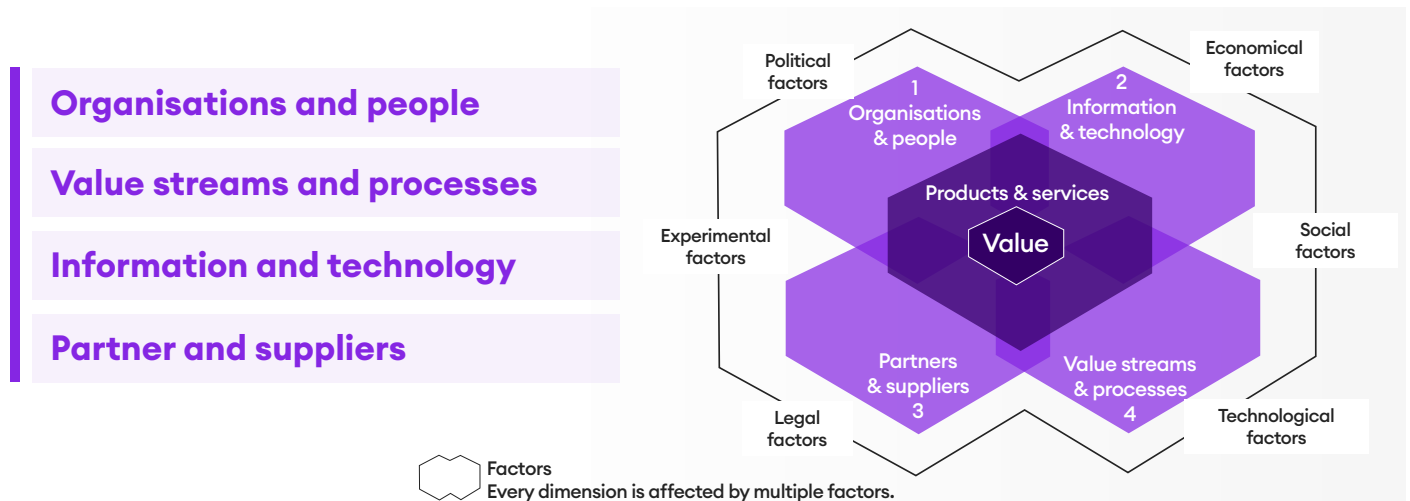 Organisations and people
Value streams and processes
Information and technology
Partner and suppliers
Political
factors
Economical
factors
1
Organisations
& people
2
Information
& technology
Products & services
Value
Experimental
factors
Social
factors
Partners
& suppliers
3
Value streams
& processes
4
Legal
factors
Technological
factors
Factors
Every dimension is affected by multiple factors.